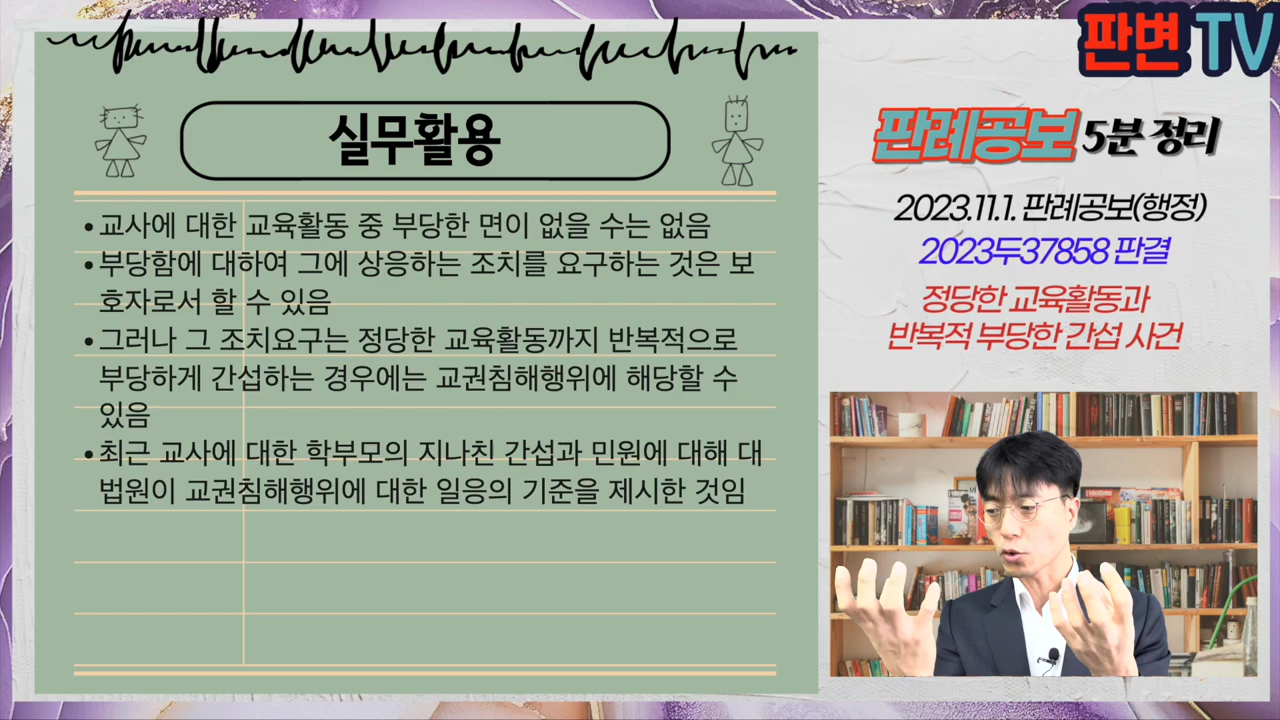 판변 TV
실무활용
• 교사에 대한 교육활동 중 부당한 면이 없을 수는 없음
• 부당함에 대하여 그에 상응하는 조치를 요구하는 것은 보
호자로서 할 수 있음
• 그러나 그 조치요구는 정당한 교육활동까지 반복적으로
부당하게 간섭하는 경우에는 교권침해행위에 해당할 수
있음
• 최근 교사에 대한 학부모의 지나친 간섭과 민원에 대해 대
법원이 교권침해행위에 대한 일응의 기준을 제시한 것임
판례공보 5분 정리
2023.11.1. 판례공보(행정)
2023두37858 판결
정당한 교육활동과
반복적 부당한 간섭 사건